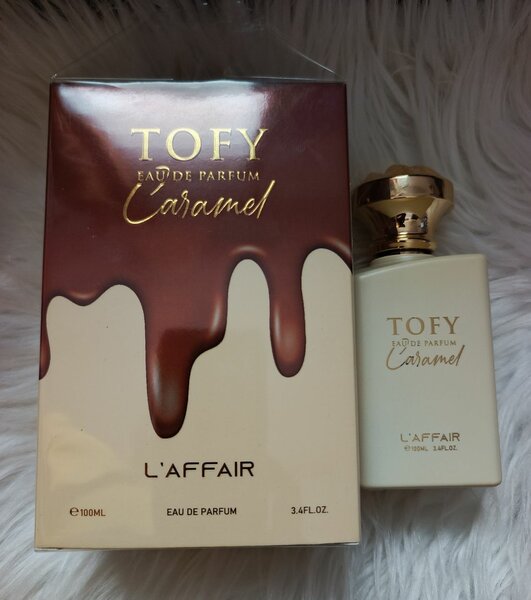 TOFY
EAU DE PARFUM
Caramel
L'AFFAIR
℮100ML
EAU DE PARFUM
3.4FL.OZ.
TOFY
EAU DE PARFUM
Caramel
L'AFFAIR
℮100ML 3.4FL.OZ.